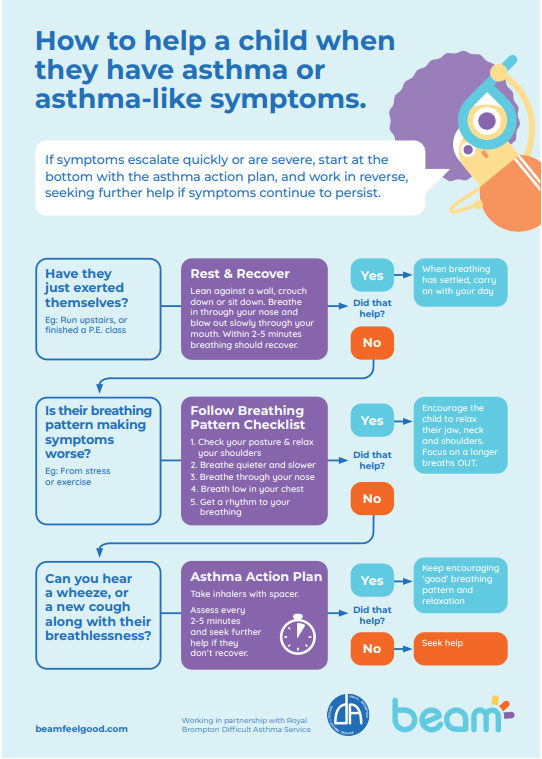 How to help a child when
they have asthma or
asthma-like symptoms.
If symptoms escalate quickly or are severe, start at the
bottom with the asthma action plan, and work in reverse,
seeking further help if symptoms continue to persist.
Have they
just exerted
themselves?
Eg: Run upstairs, or
finished a P.E. class
Rest & Recover
Lean against a wall, crouch
down or sit down. Breathe
in through your nose and
blow out slowly through your
mouth. Within 2-5 minutes
breathing should recover.
Yes
Did that
help?
No
When breathing
has settled, carry
on with your day
Is their breathing
pattern making
symptoms
worse?
Eg: From stress
or exercise
Follow Breathing
Pattern Checklist
1. Check your posture & relax
your shoulders
2. Breathe quieter and slower
3. Breathe through your nose
4. Breath low in your chest
5. Get a rhythm to your
breathing
Yes
Did that
help?
No
Encourage the
child to relax
their jaw, neck
and shoulders.
Focus on a longer
breaths OUT.
Can you hear
a wheeze, or
a new cough
along with their
breathlessness?
Asthma Action Plan
Take inhalers with spacer.
Assess every
2-5 minutes
and seek further
help if they
don't recover.
Yes
Did that
help?
No
Keep encouraging
'good' breathing
pattern and
relaxation
Seek help
beamfeelgood.com
Working in partnership with Royal
Brompton Difficult Asthma Service
DA
beam